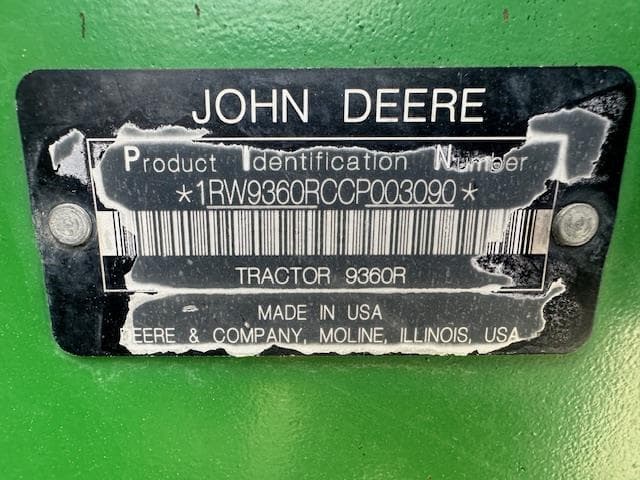 JOHN DEERE
Product Identification Number
*1RW9360RCCP003090*
TRACTOR 9360R
MADE IN USA
DEERE & COMPANY, MOLINE, ILLINOIS, USA